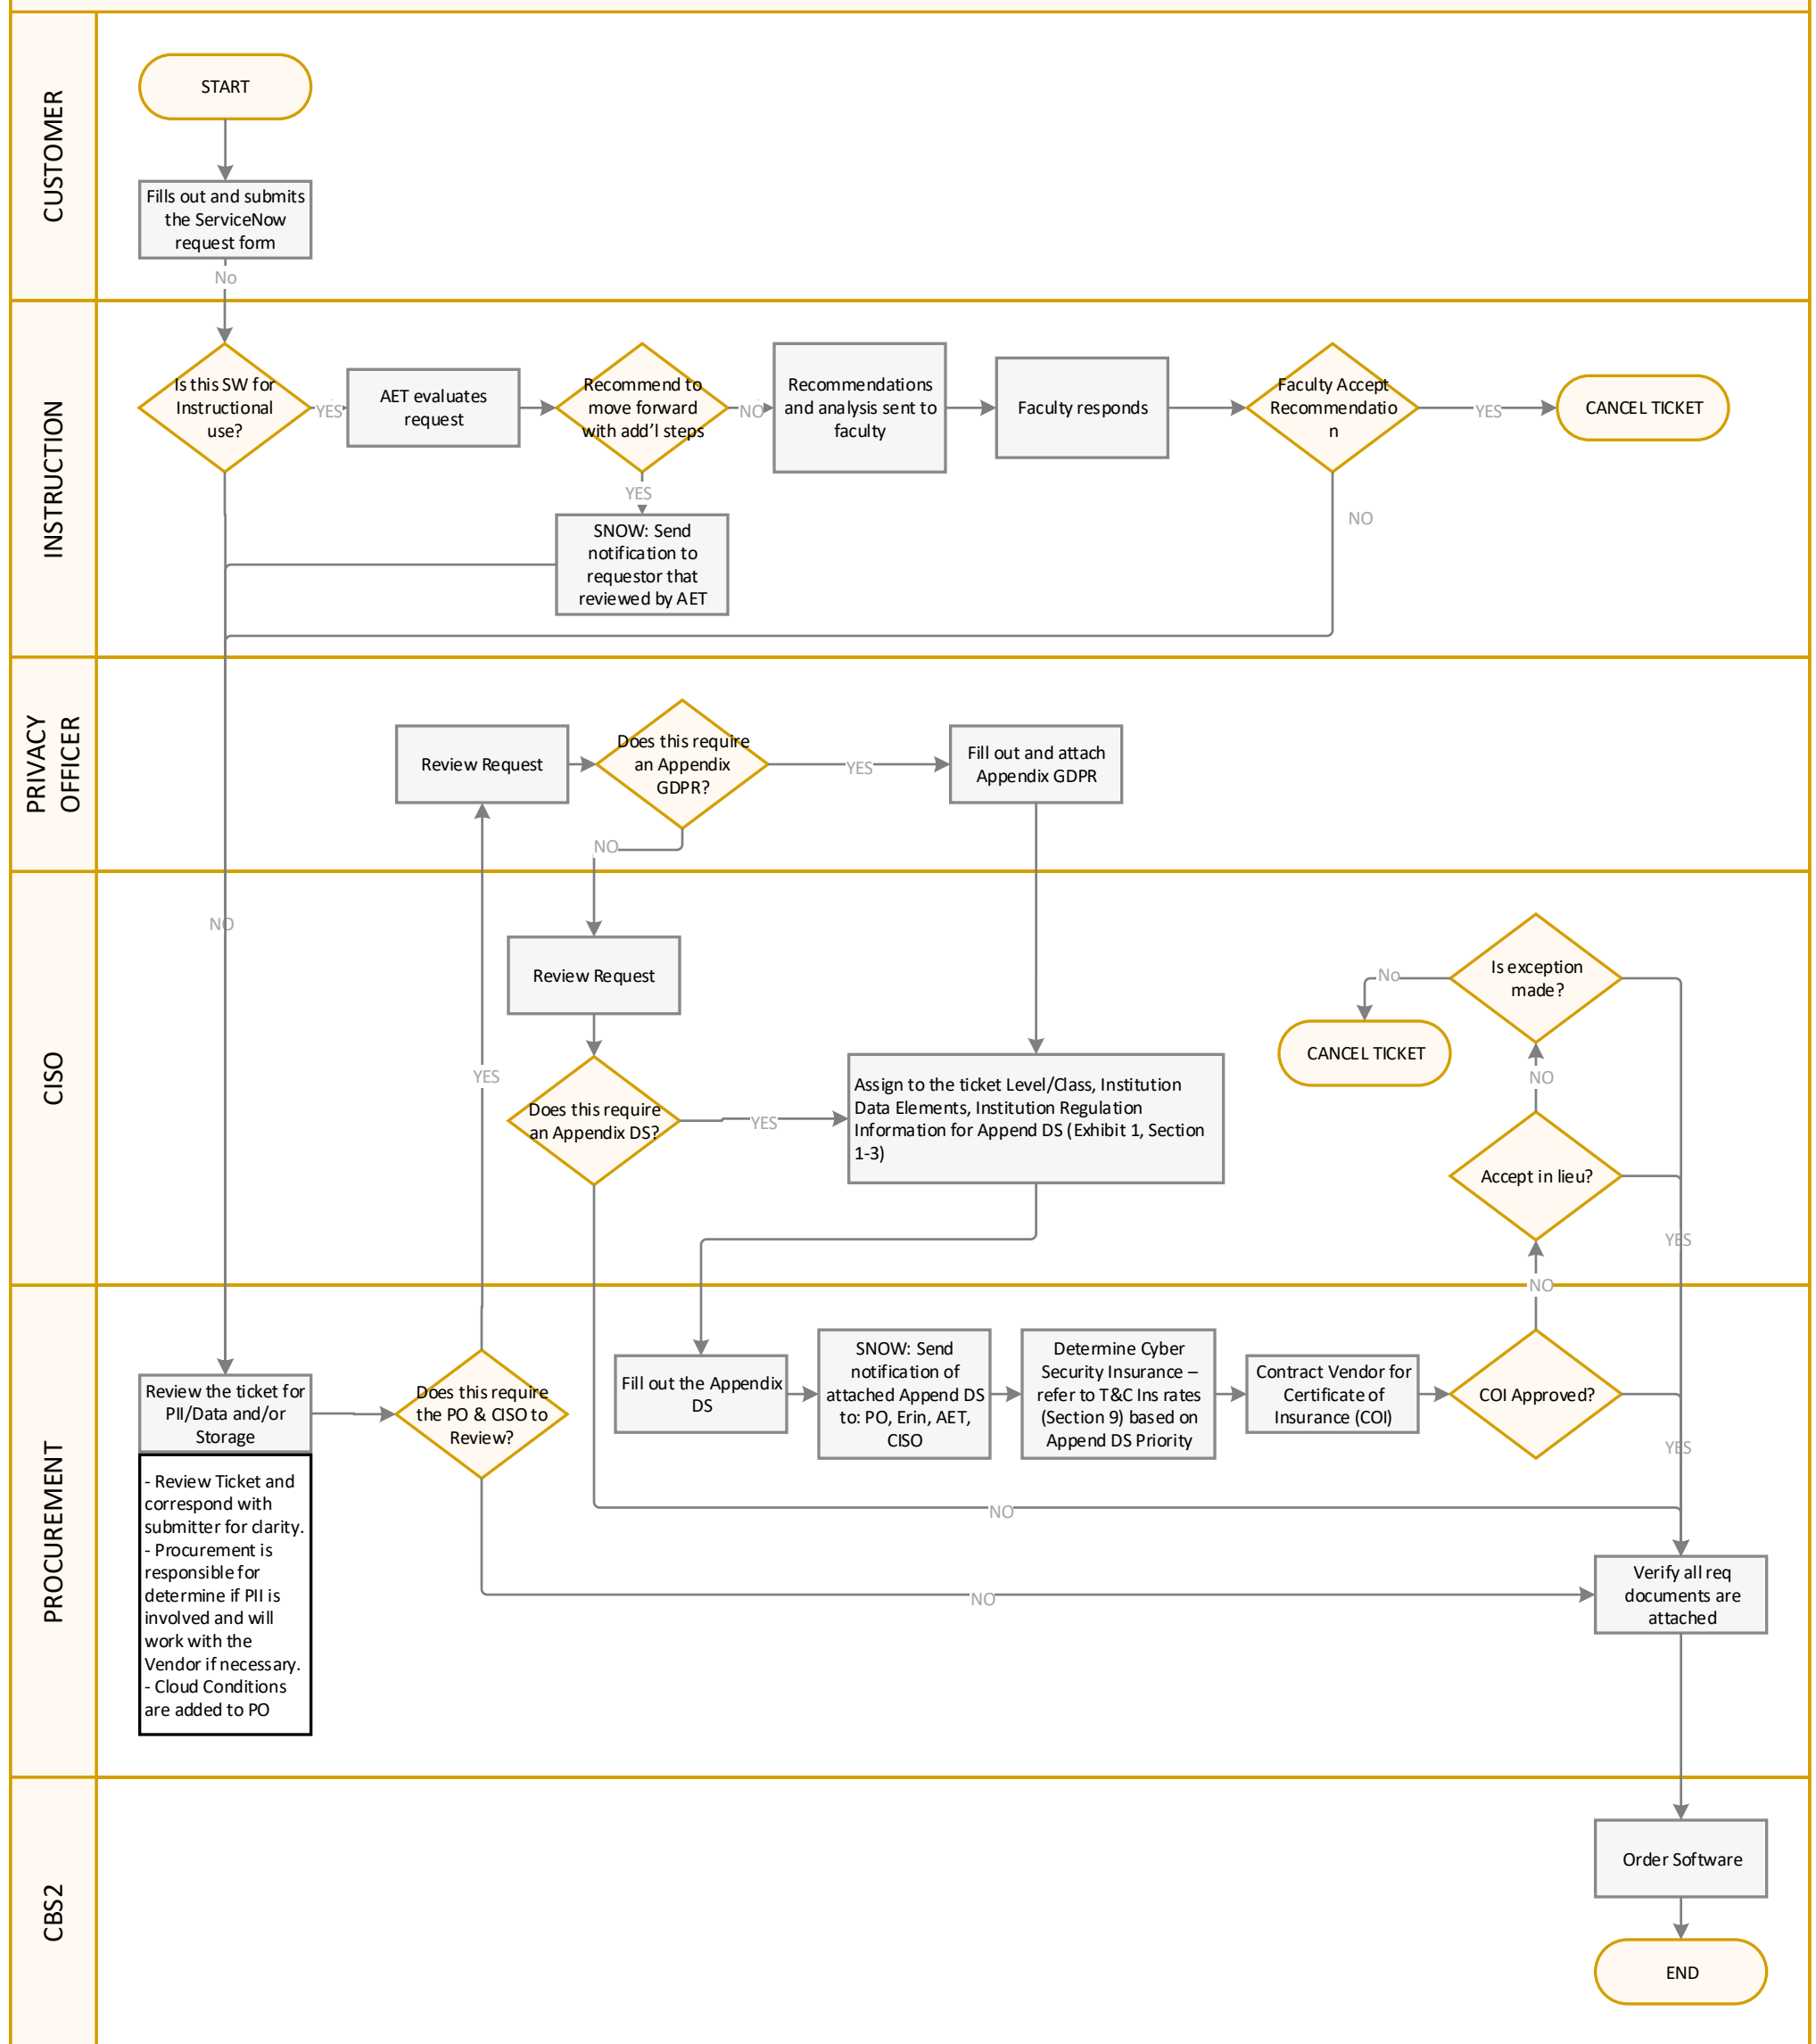 CUSTOMER
START
Fills out and submits
the ServiceNow
request form
No
INSTRUCTION
Is this SW for
Instructional
use?
YES
AET evaluates
request
Recommend to
move forward
with add'l steps
NO
Recommendations
and analysis sent to
faculty
Faculty responds
Faculty Accept
Recommendatio
n
YES
CANCEL TICKET
YES
NO
SNOW: Send
notification to
requestor that
reviewed by AET
PRIVACY
OFFICER
Review Request
Does this require
an Appendix
GDPR?
YES
Fill out and attach
Appendix GDPR
NO
CISO
NO
Review Request
Is exception
made?
No
CANCEL TICKET
YES
NO
Does this require
an Appendix DS?
YES
Assign to the ticket Level/Class, Institution
Data Elements, Institution Regulation
Information for Append DS (Exhibit 1, Section
1-3)
Accept in lieu?
YES
NO
PROCUREMENT
Review the ticket for
PII/Data and/or
Storage
Does this require
the PO & CISO to
Review?
Fill out the Appendix
DS
SNOW: Send
notification of
attached Append DS
to: PO, Erin, AET,
CISO
Determine Cyber
Security Insurance –
refer to T&C Ins rates
(Section 9) based on
Append DS Priority
Contract Vendor for
Certificate of
Insurance (COI)
COI Approved?
YES
- Review Ticket and
correspond with
submitter for clarity.
- Procurement is
responsible for
determine if PII is
involved and will
work with the
Vendor if necessary.
- Cloud Conditions
are added to PO
NO
NO
Verify all req
documents are
attached
CBS2
Order Software
END